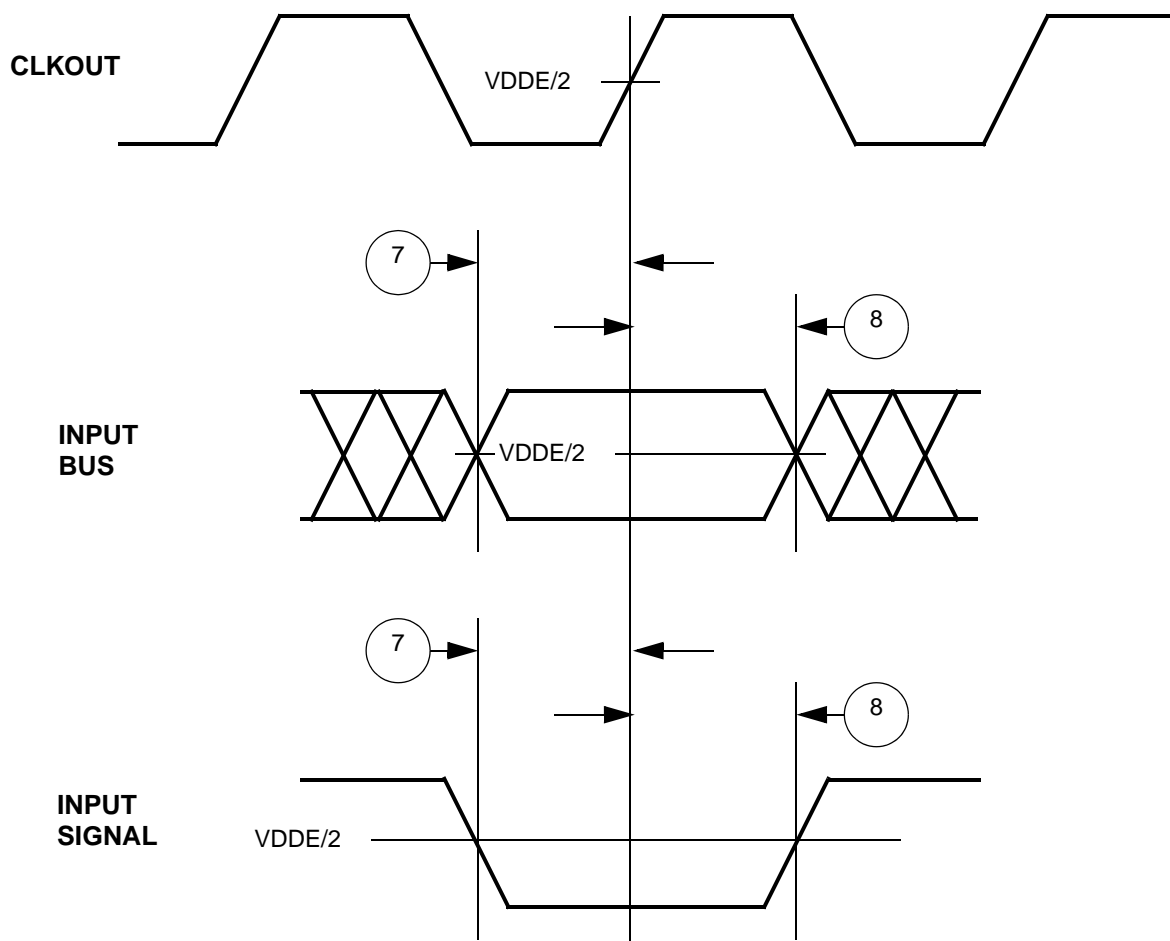 CLKOUT
VDDE/2
7
8
INPUT
BUS
VDDE/2
7
8
INPUT
SIGNAL
VDDE/2